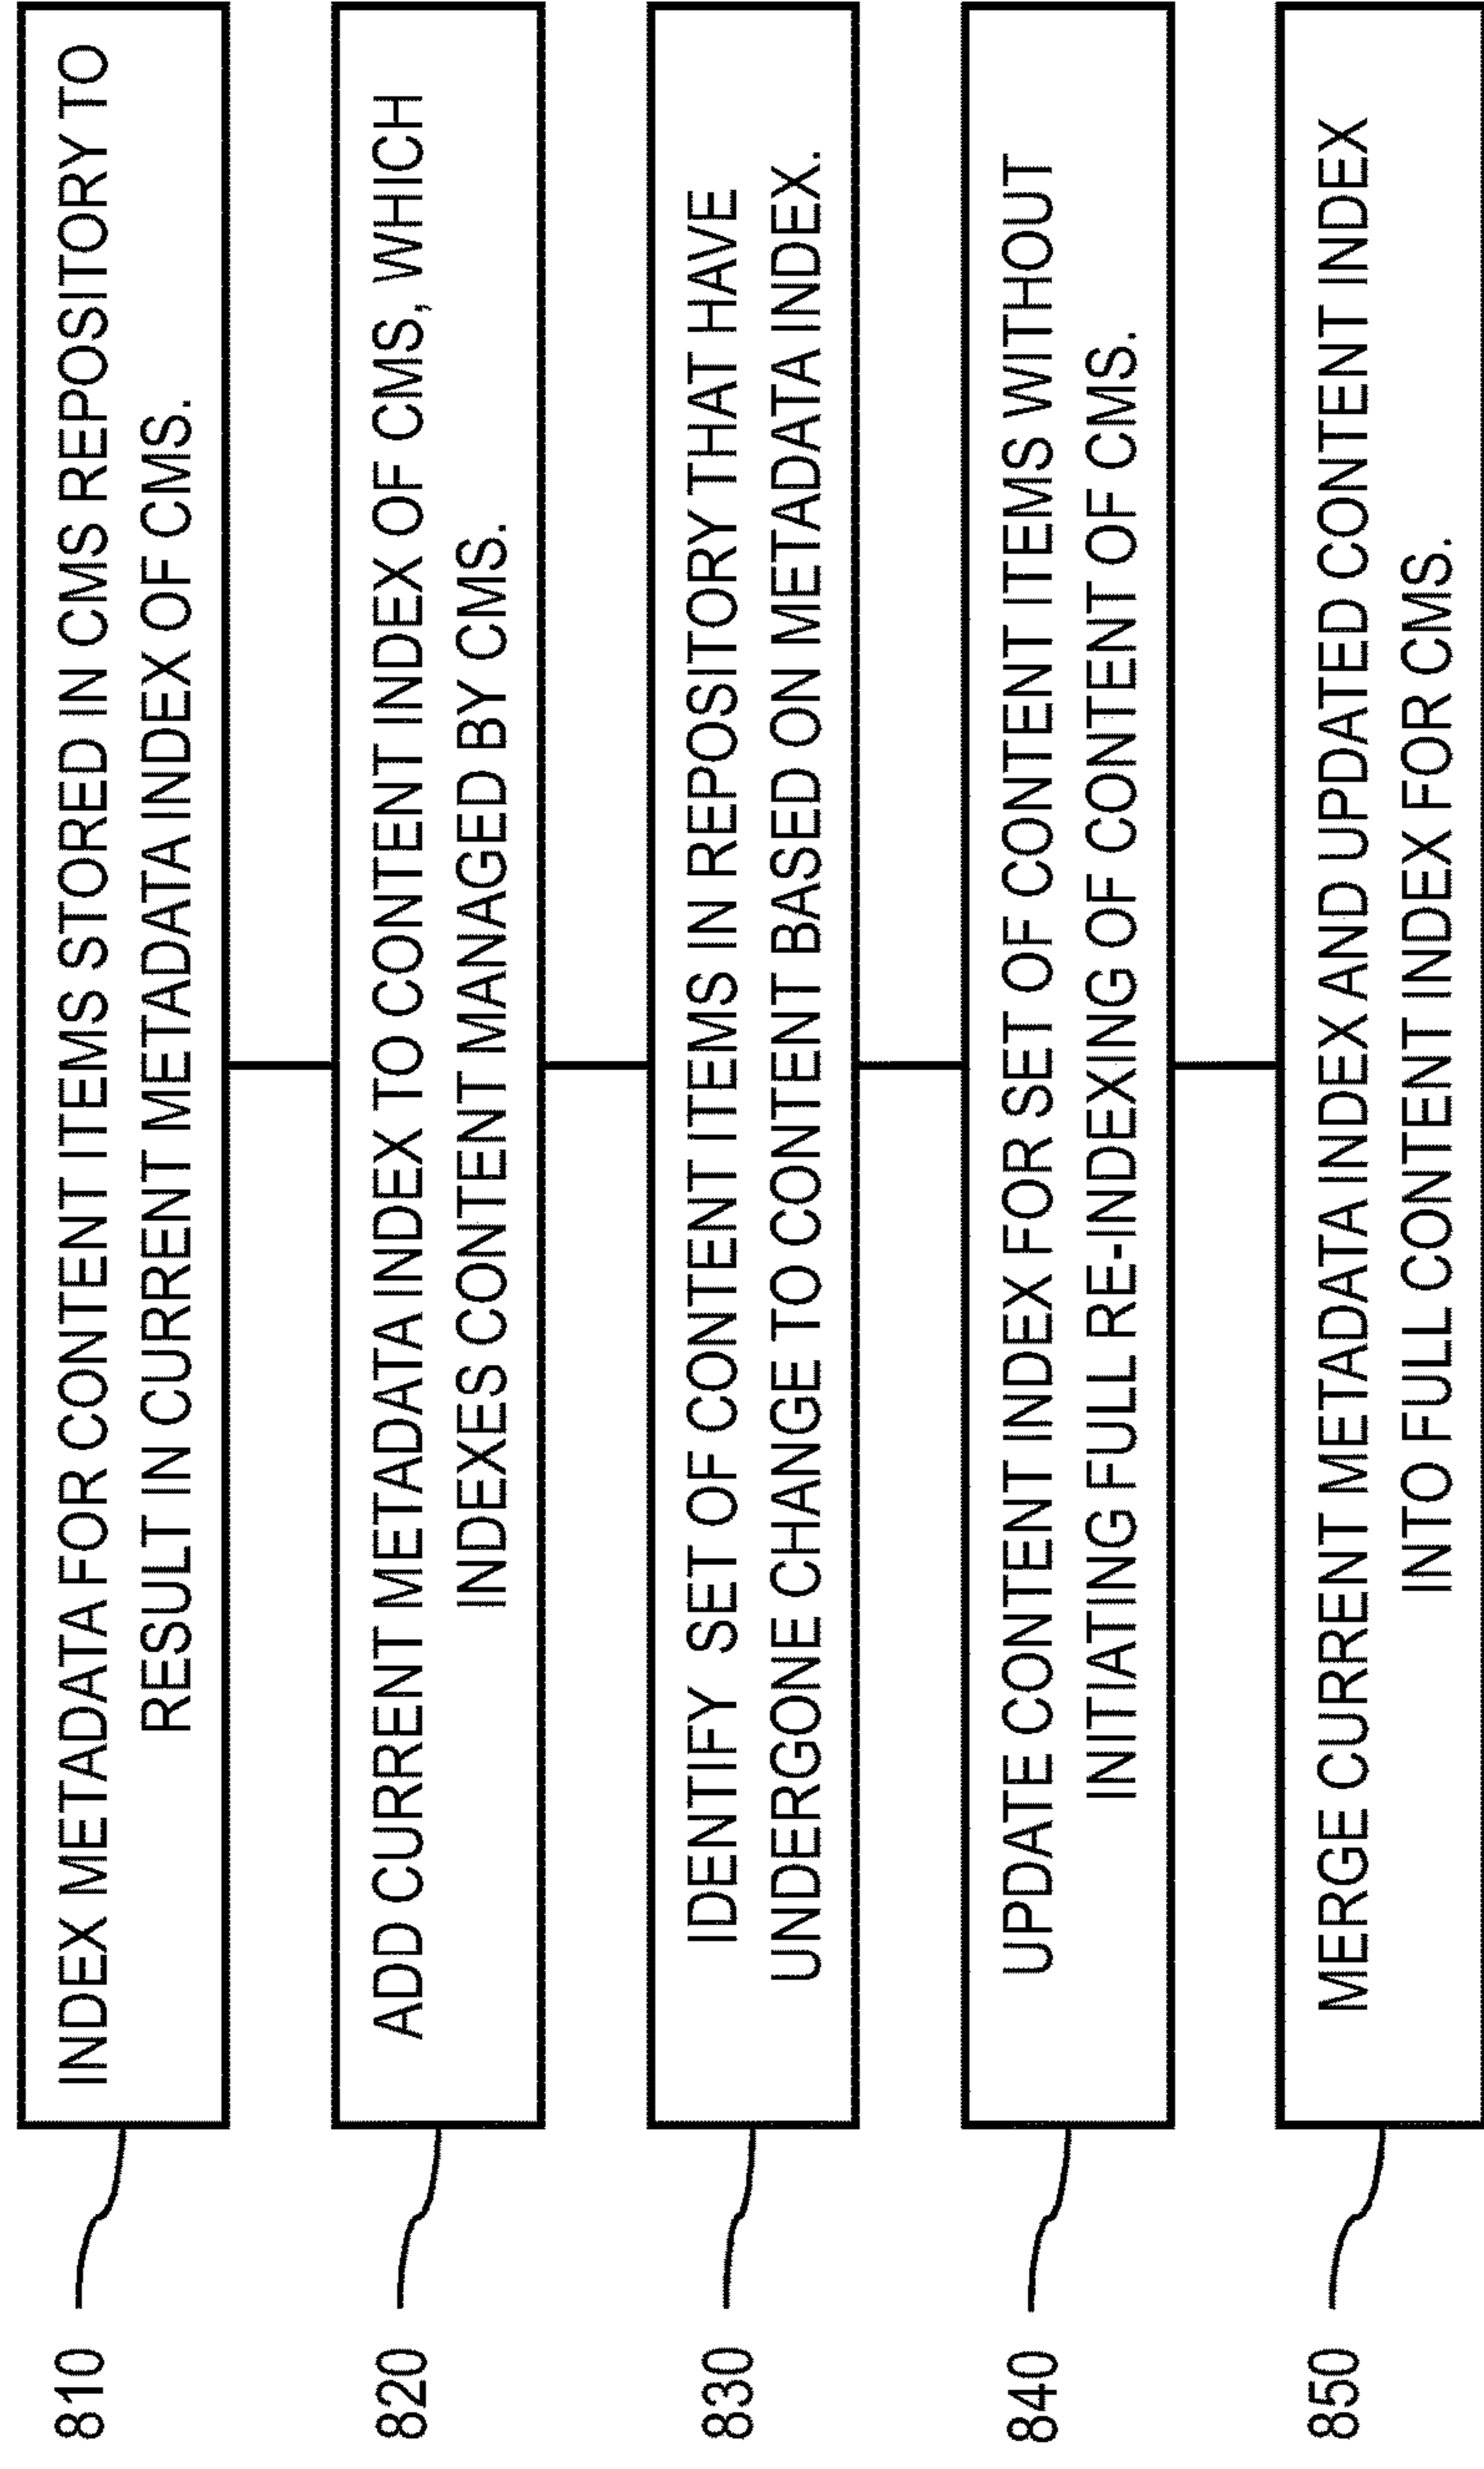 810
INDEX METADATA FOR CONTENT ITEMS STORED IN CMS REPOSITORY TO
RESULT IN CURRENT METADATA INDEX OF CMS.
820
ADD CURRENT METADATA INDEX TO CONTENT INDEX OF CMS, WHICH
INDEXES CONTENT MANAGED BY CMS.
830
IDENTIFY SET OF CONTENT ITEMS IN REPOSITORY THAT HAVE
UNDERGONE CHANGE TO CONTENT BASED ON METADATA INDEX.
840
UPDATE CONTENT INDEX FOR SET OF CONTENT ITEMS WITHOUT
INITIATING FULL RE-INDEXING OF CONTENT OF CMS.
850
MERGE CURRENT METADATA INDEX AND UPDATED CONTENT INDEX
INTO FULL CONTENT INDEX FOR CMS.